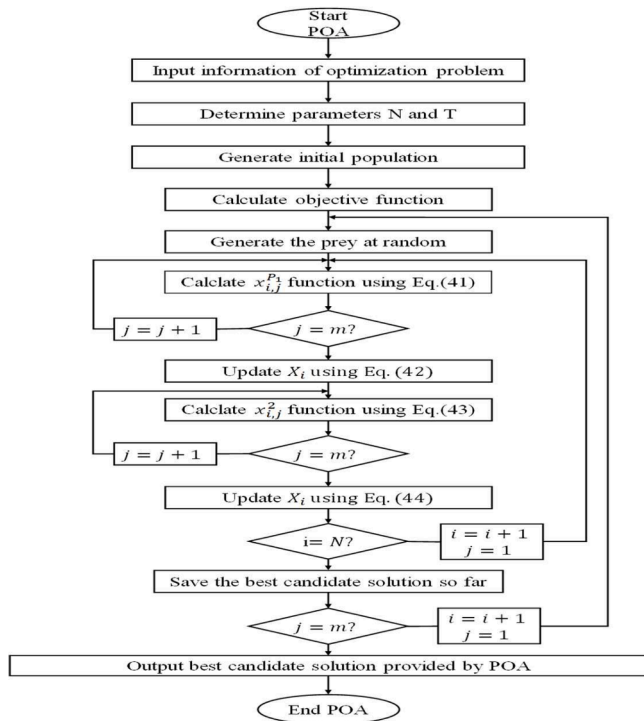 Start
POA
Input information of optimization problem
Determine parameters N and T
Generate initial population
Calculate objective function
Generate the prey at random
Calclate $x_{i,j}^{P_1}$ function using Eq.(41)
j = j + 1
j = m?
Update $X_i$ using Eq. (42)
Calclate $x_{i,j}^{2}$ function using Eq(43)
j = j + 1
j = m?
Update $X_i$ using Eq. (44)
i= N?
i = i + 1
j = 1
Save the best candidate solution so far
j = m?
i = i + 1
j = 1
Output best candidate solution provided by POA
End POA